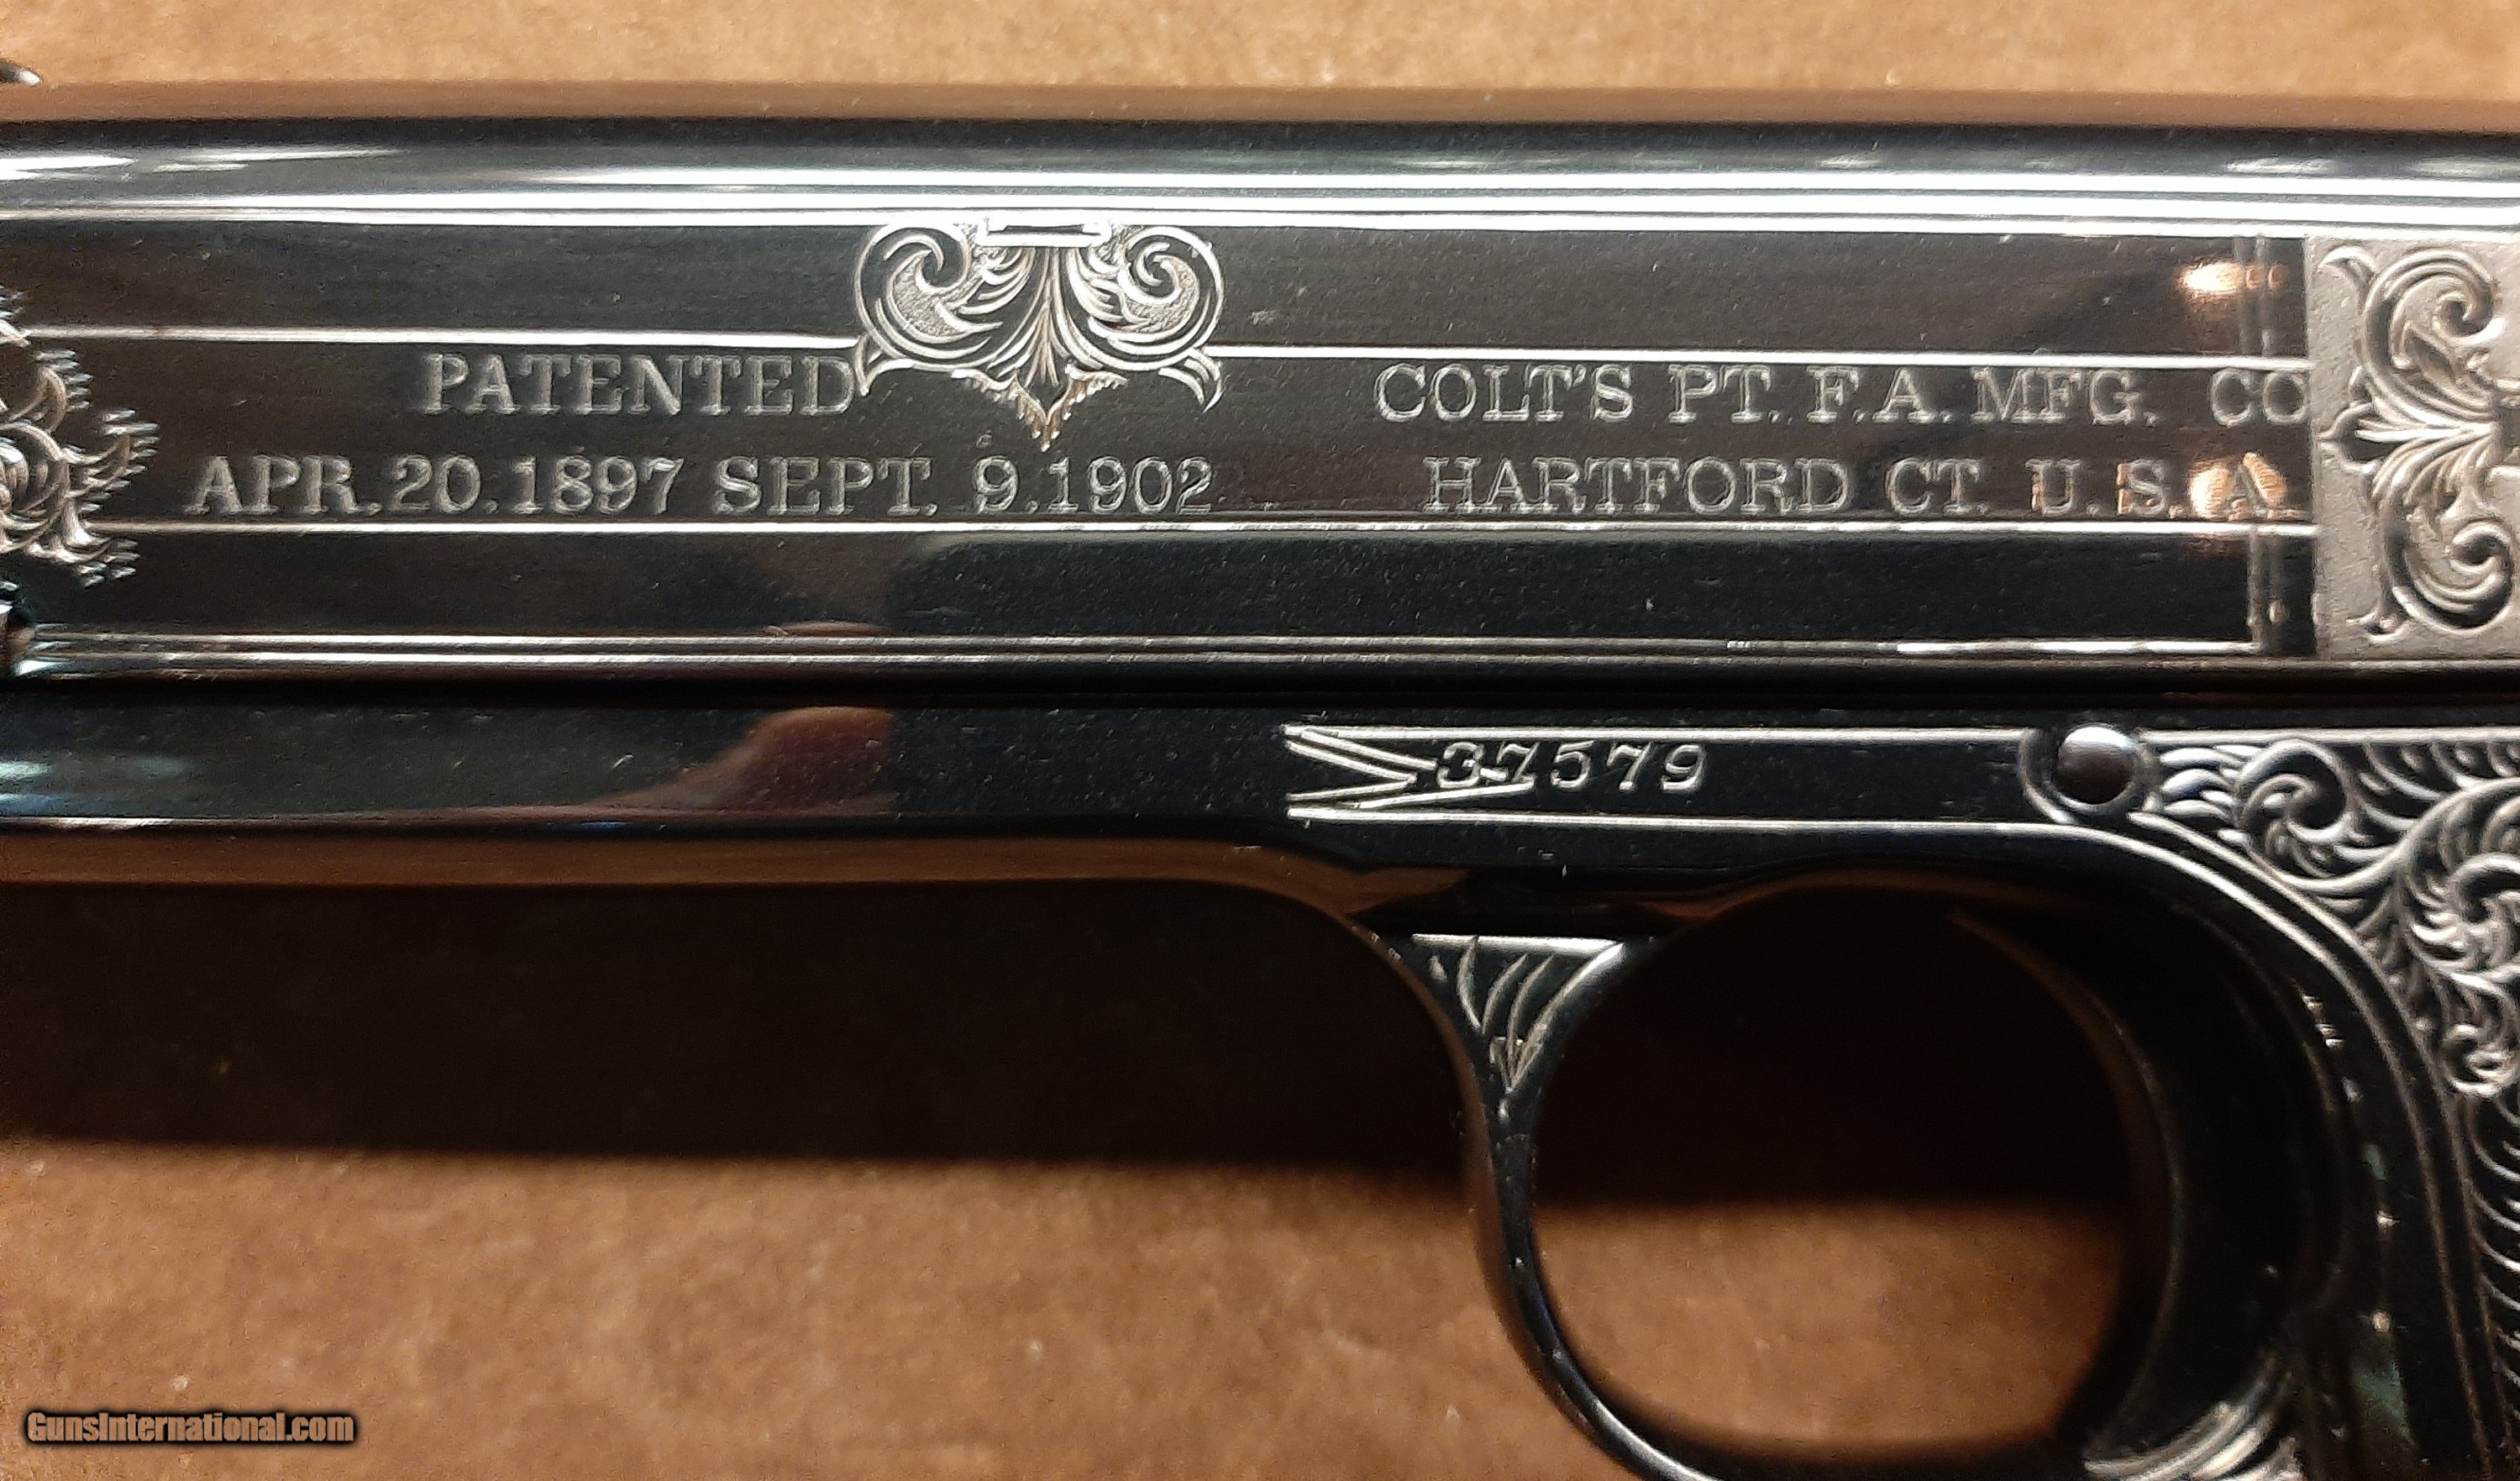 PATENTED
APR. 20. 1897 SEPT. 9. 1902
COLT'S PT. F. A. MFG. CO
HARTFORD CT. U. S. A.
37579
GunsInternational.com